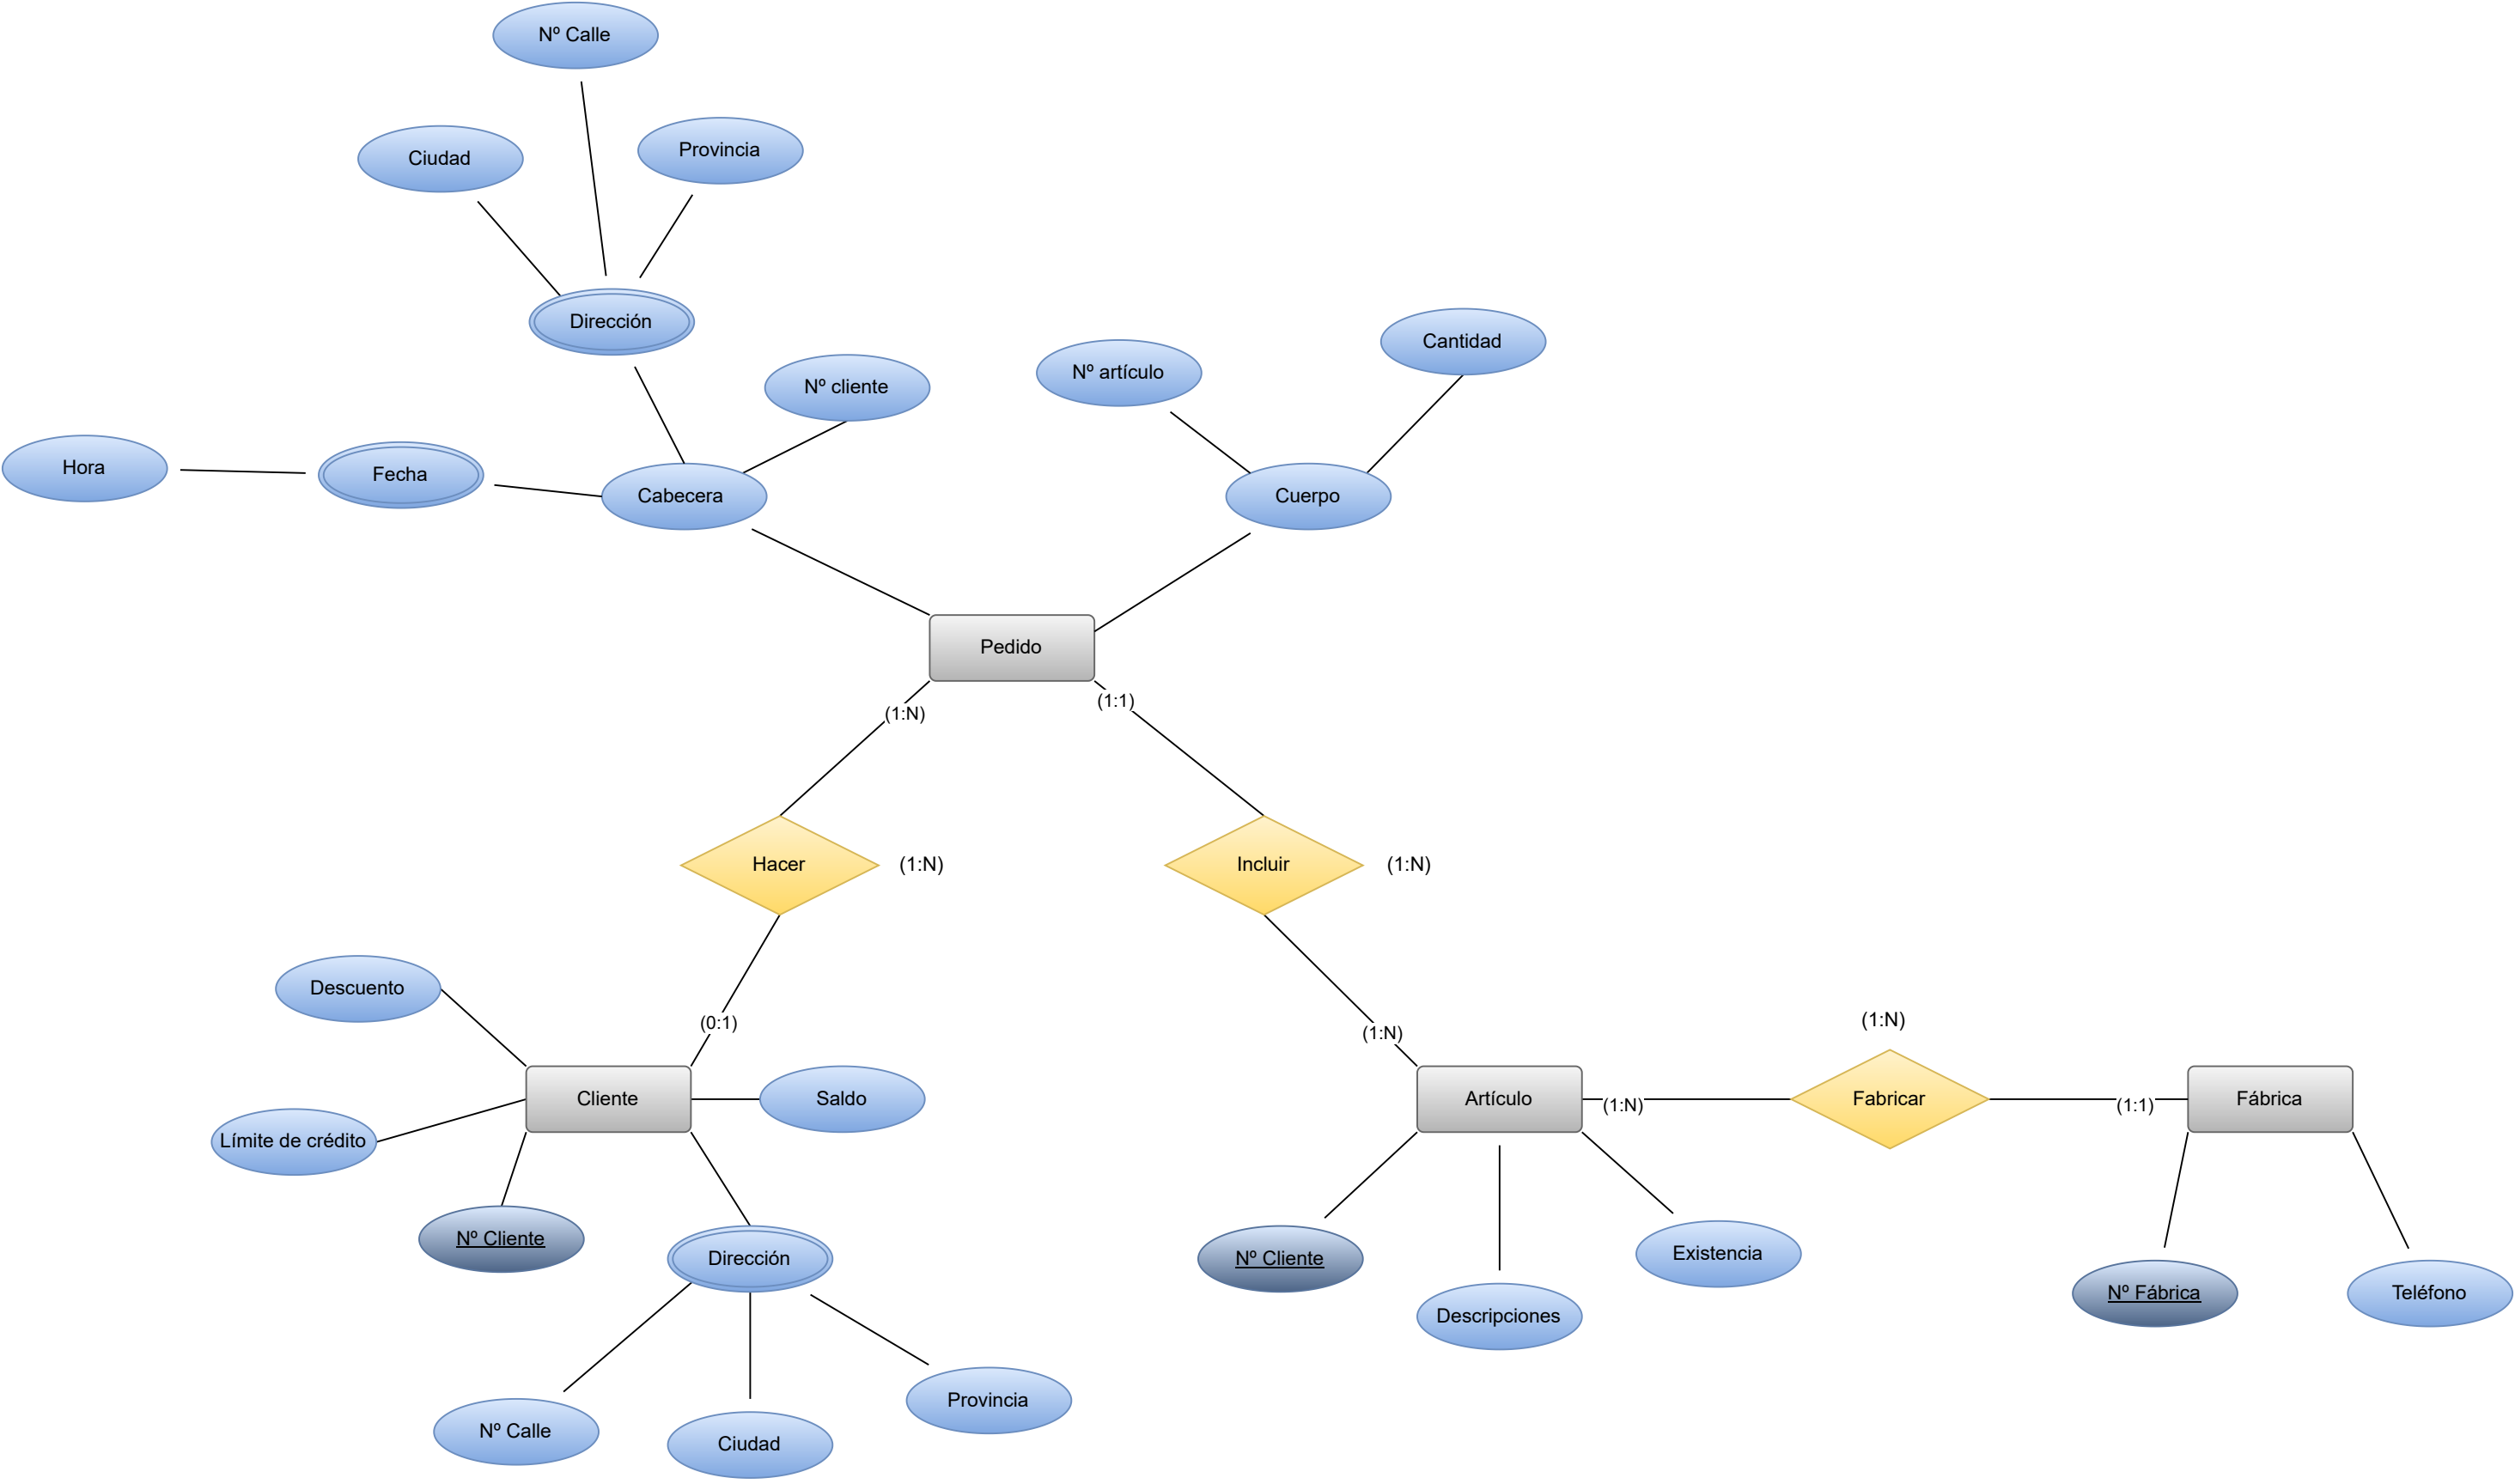 Nº Calle
Provincia
Ciudad
Dirección
Cantidad
Nº artículo
Nº cliente
Hora
Fecha
Cabecera
Cuerpo
Pedido
(1:1)
(1:N)
Hacer
(1:N)
Incluir
(1:N)
Descuento
(0:1)
(1:N)
(1:N)
Cliente
Saldo
Artículo
(1:N)
Fabricar
(1:1)
Fábrica
Límite de crédito
Nº Cliente
Dirección
Nº Cliente
Existencia
Nº Fábrica
Teléfono
Descripciones
Provincia
Nº Calle
Ciudad